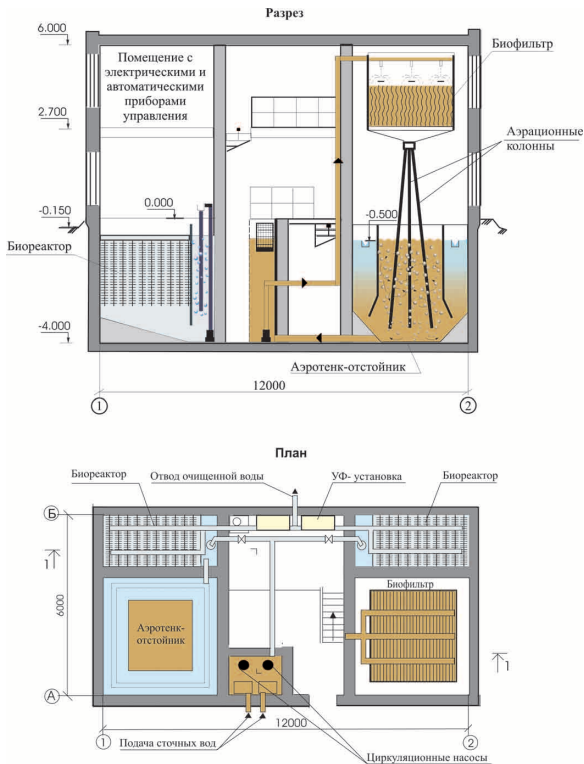 Разрез
6.000
Помещение с
электрическими и
автоматическими
приборами
управления
Биофильтр
2.700
Аэрационные
колонны
0.000
-0.150
-0.500
Биореактор
-4.000
Аэротенк-отстойник
12000
1
2
План
Биореактор
Отвод очищенной воды
УФ- установка
Биореактор
Б
1
6000
Биофильтр
Аэротенк-
отстойник
1
А
12000
1
2
Подача сточных вод
Циркуляционные насосы